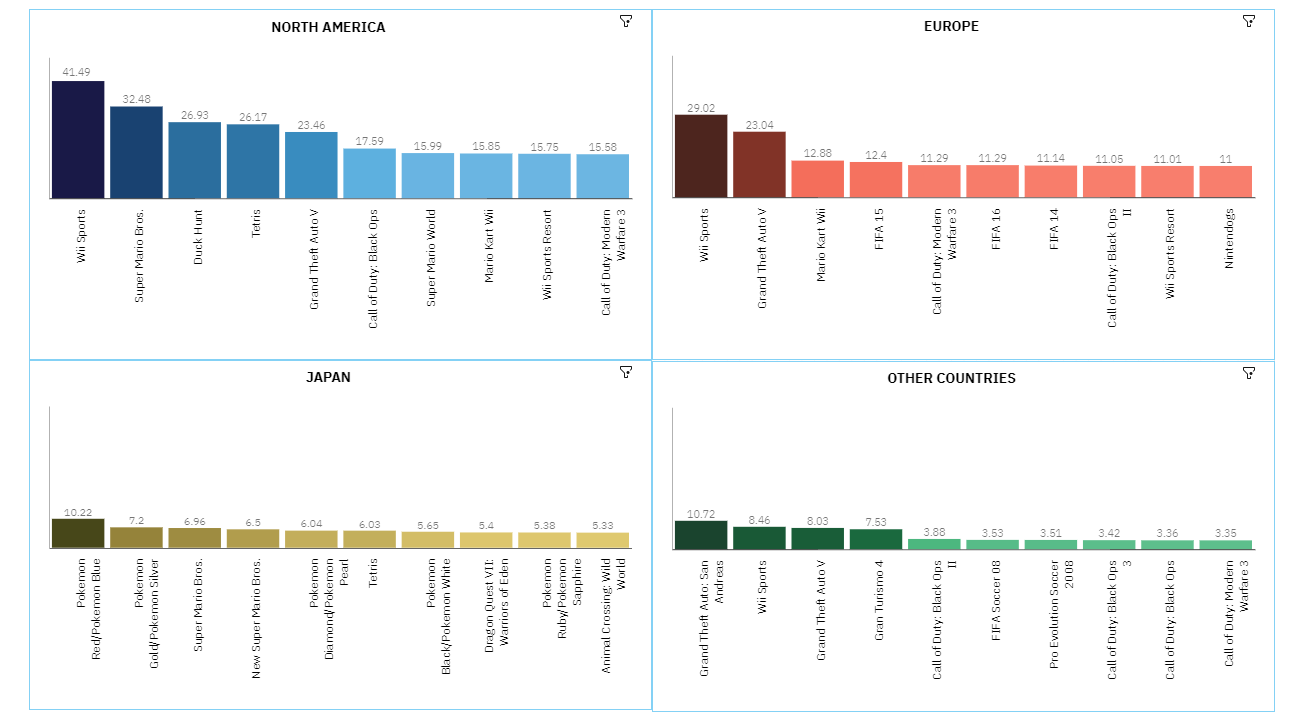 NORTH AMERICA
41.49
32.48
26.93
26.17
23.46
17.59
15.99
15.85
15.75
15.58
Wii Sports
Super Mario Bros.
Duck Hunt
Tetris
Grand Theft Auto V
Call of Duty: Black Ops
Super Mario World
Mario Kart Wii
Wii Sports Resort
Call of Duty: Modern
Warfare 3
EUROPE
29.02
23.04
12.88
12.4
11.29
11.29
11.14
11.05
11.01
11
Wii Sports
Grand Theft Auto V
Mario Kart Wii
FIFA 15
Call of Duty: Modern
Warfare 3
FIFA 16
FIFA 14
Call of Duty: Black Ops
II
Wii Sports Resort
Nintendogs
JAPAN
10.22
7.2
6.96
6.5
6.04
6.03
5.65
5.4
5.38
5.33
Pokemon
Red/Pokemon Blue
Pokemon
Gold/Pokemon Silver
Super Mario Bros.
New Super Mario Bros.
Pokemon
Diamond/Pokemon
Pearl
Tetris
Pokemon
Black/Pokemon White
Dragon Quest VII:
Warriors of Eden
Pokemon
Ruby/Pokemon
Sapphire
Animal Crossing: Wild
World
OTHER COUNTRIES
10.72
8.46
8.03
7.53
3.88
3.53
3.51
3.42
3.36
3.35
Grand Theft Auto: San
Andreas
Wii Sports
Grand Theft Auto V
Gran Turismo 4
Call of Duty: Black Ops
II
FIFA Soccer 08
Pro Evolution Soccer
2008
Call of Duty: Black Ops
3
Call of Duty: Black Ops
Call of Duty: Modern
Warfare 3